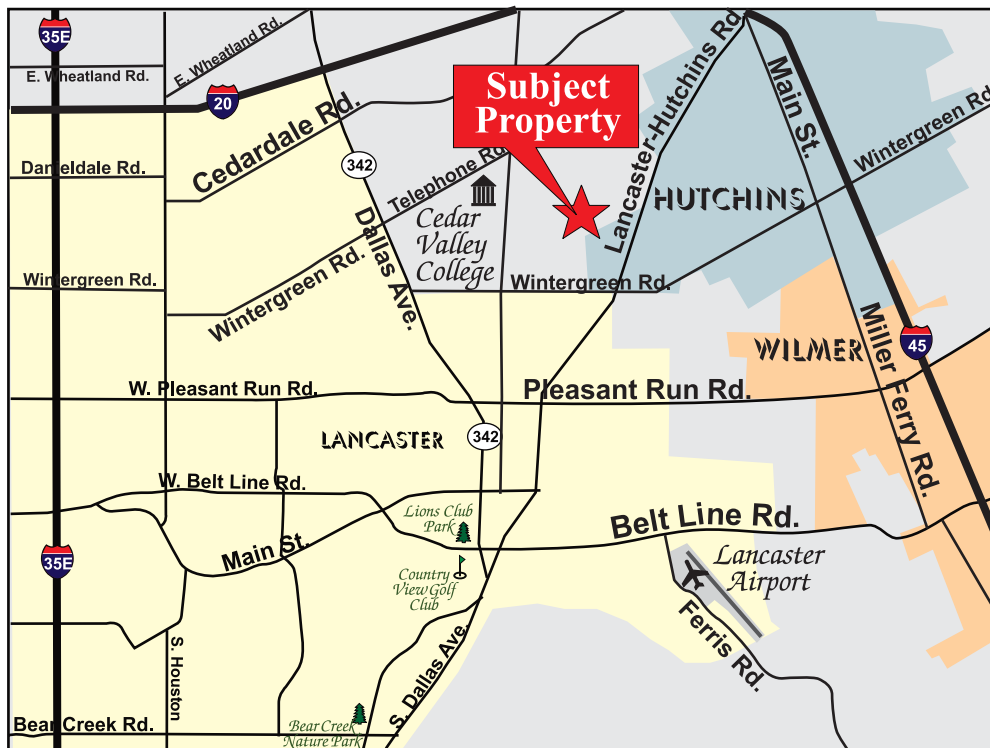 35E
E. Wheatland Rd.
E. Wheatland Rd.
20
Subject
Property
Lancaster-Hutchins Rd.
Main St.
Wintergreen Rd.
Cedardale Rd.
342
Danieldale Rd.
Telephone Rd.
Cedar
Valley
College
HUTCHINS
Dallas Ave.
Wintergreen Rd.
Wintergreen Rd.
Wintergreen Rd.
WILMER
45
Miller Ferry Rd.
W. Pleasant Run Rd.
Pleasant Run Rd.
LANCASTER
342
W. Belt Line Rd.
Lions Club
Park
Belt Line Rd.
Main St.
35E
Country
View Golf
Club
Lancaster
Airport
Ferris Rd.
S. Houston
S. Dallas Ave.
Bear Creek Rd.
Bear Creek
Nature Park